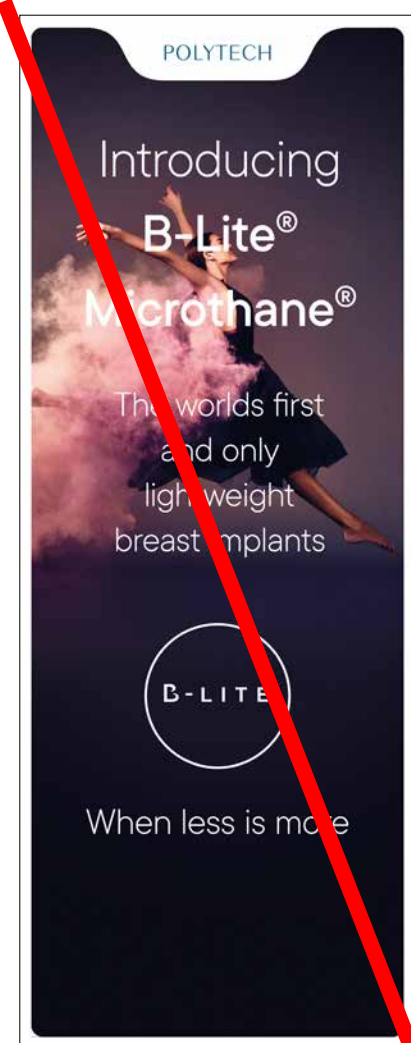 POLYTECH
Introducing
B-Lite®
Microthane®
The worlds first
and only
lightweight
breast implants
B-LITE
When less is more